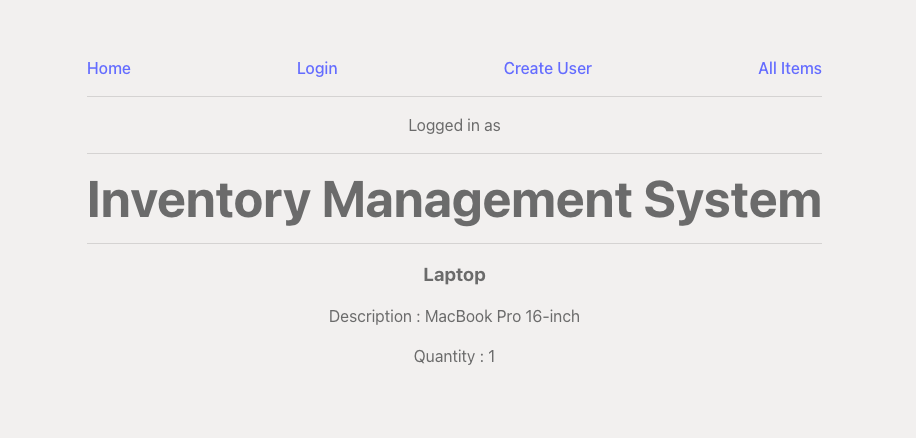 Home Login Create User All Items
Logged in as
Inventory Management System
Laptop
Description : MacBook Pro 16-inch
Quantity : 1